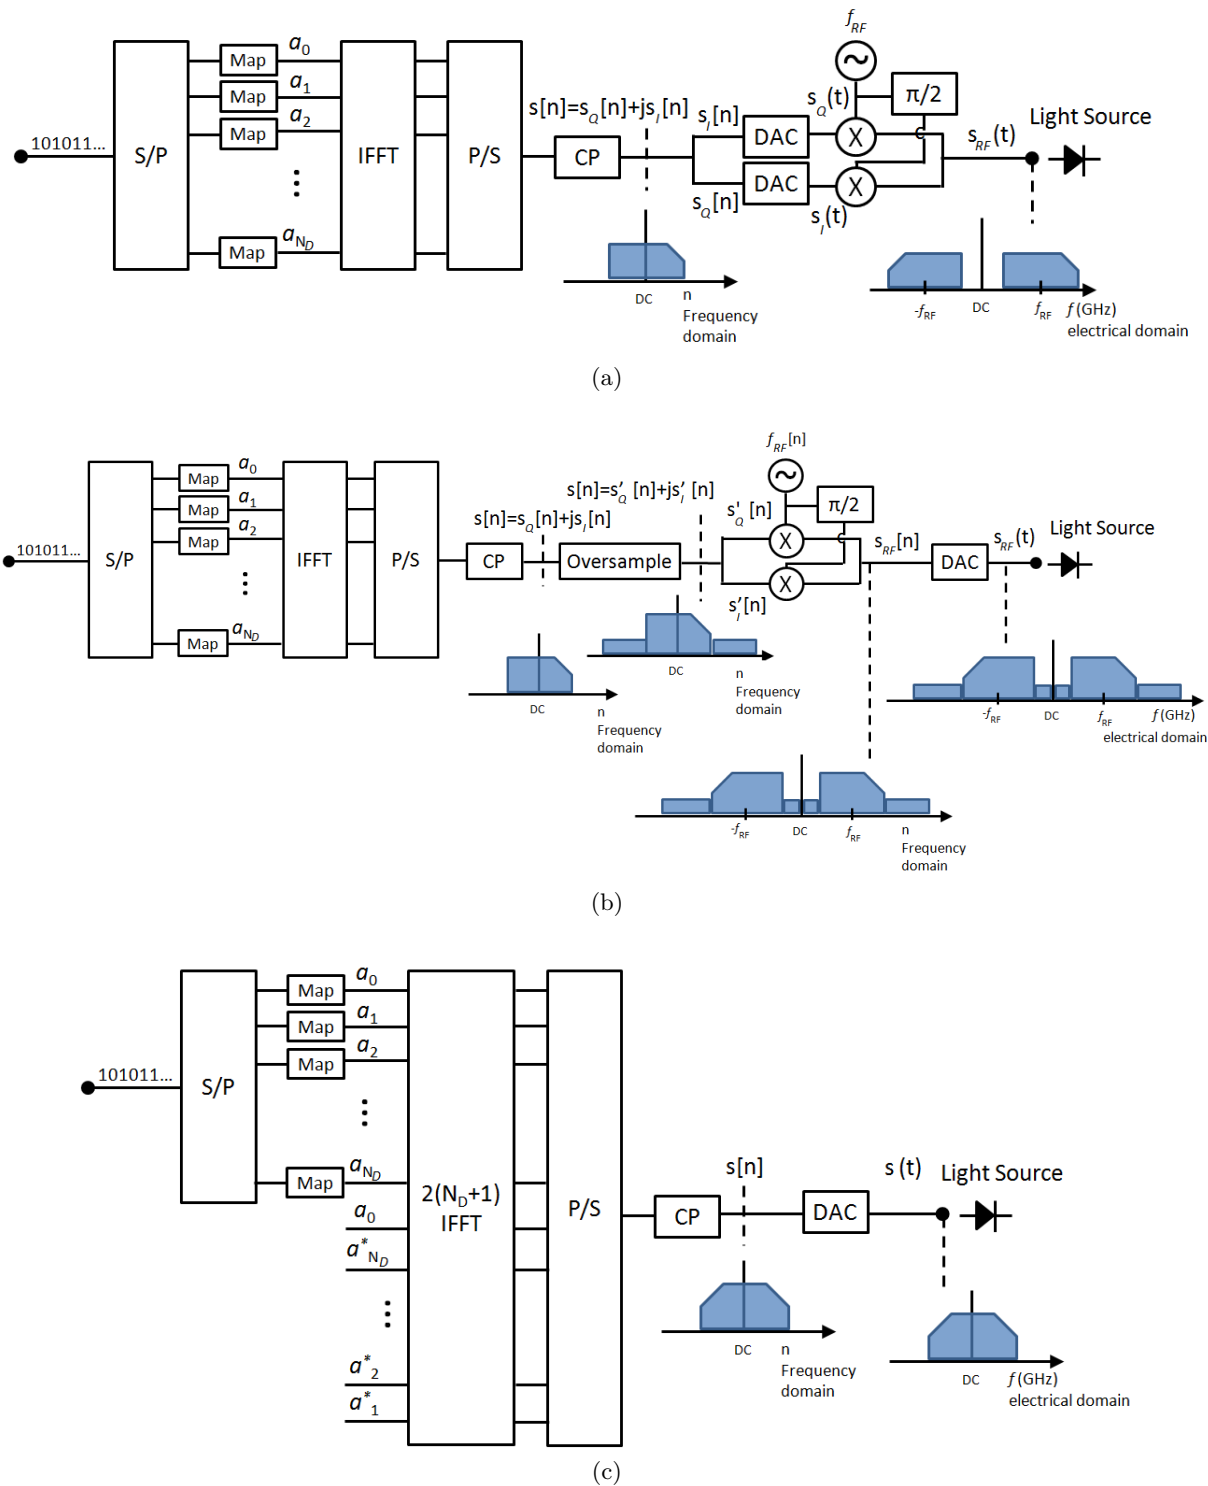 f_RF
a_0
Map
a_1
Map
a_2
Map
101011...
S/P
IFFT
P/S
s[n]=s_Q[n]+js_I[n]
CP
s_I[n]
DAC
s_Q(t)
π/2
X
C
s_RF(t)
Light Source
s_Q[n]
DAC
X
s_I(t)
Map
a_N_D
DC
n
Frequency
domain
-f_RF
DC
f_RF
f(GHz)
electrical domain
(a)
f_RF[n]
a_0
Map
a_1
Map
a_2
Map
101011...
S/P
IFFT
P/S
s[n]=s_Q[n]+js_I[n]
CP
s[n]=s'_Q [n]+js'_I [n]
Oversample
s'_Q [n]
π/2
X
C
X
s'_I[n]
s_RF[n]
DAC
s_RF(t)
Light Source
Map
a_N_D
DC
n
Frequency
domain
DC
n
Frequency
domain
-f_RF
DC
f_RF
f(GHz)
electrical domain
-f_RF
DC
f_RF
n
Frequency
domain
(b)
a_0
Map
a_1
Map
a_2
Map
101011...
S/P
Map
a_N_D
a_0
a*_N_D
a*_2
a*_1
2(N_D+1)
IFFT
P/S
CP
s[n]
DAC
s (t)
Light Source
DC
n
Frequency
domain
DC
f(GHz)
electrical domain
(c)